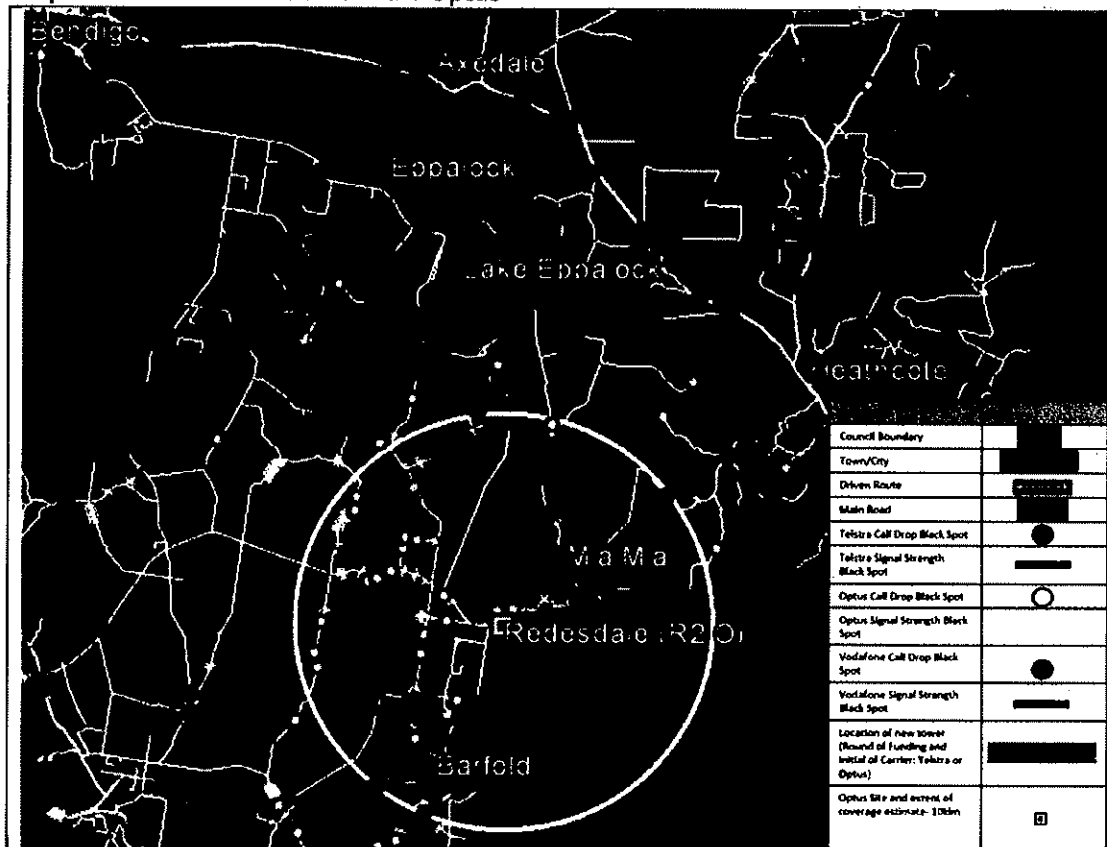 Bendigo
Axedale
Eppalock
Lake Eppalock
Heathcote
Mia Mia
Redesdale (R2 O)
Barfold
Council Boundary
Town/City
Driven Route
Main Road
Telstra Call Drop Black Spot
Telstra Signal Strength
Black Spot
Optus Call Drop Black Spot
Optus Signal Strength Black
Spot
Vodafone Call Drop Black
Spot
Vodafone Signal Strength
Black Spot
Location of new tower
(Round of Funding and
Initial of Carrier: Telstra or
Optus)
Optus Site and extent of
coverage estimate- 10km